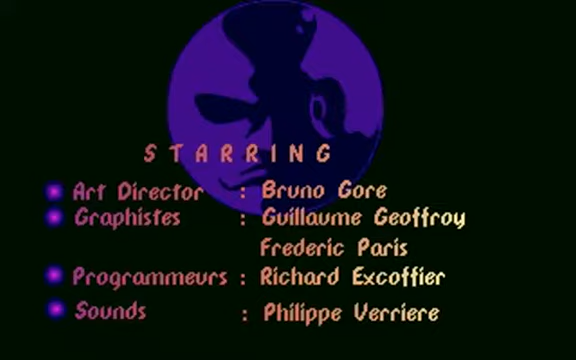 STARRING
Art Director : Bruno Gore
Graphistes : Guillaume Geoffroy
Frederic Paris
Programmeurs : Richard Excoffier
Sounds : Philippe Verriere